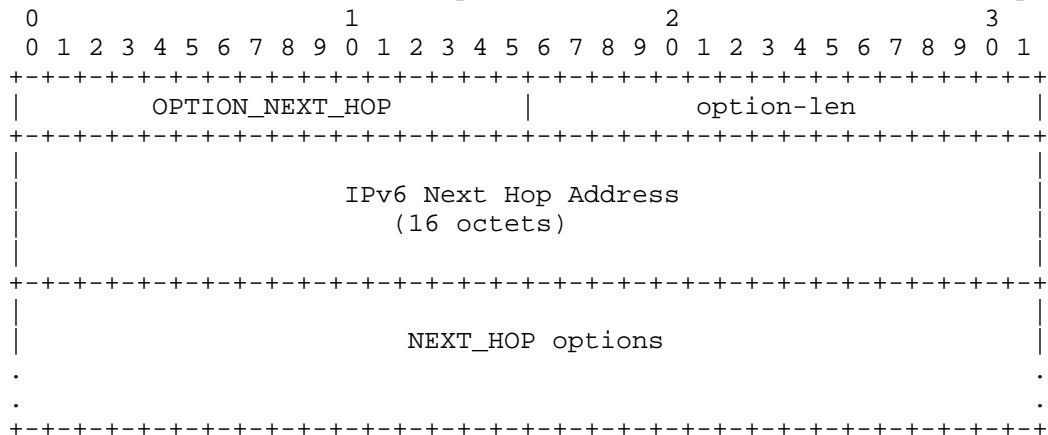 0                   1                   2                   3
 0 1 2 3 4 5 6 7 8 9 0 1 2 3 4 5 6 7 8 9 0 1 2 3 4 5 6 7 8 9 0 1
+-+-+-+-+-+-+-+-+-+-+-+-+-+-+-+-+-+-+-+-+-+-+-+-+-+-+-+-+-+-+-+-+
|        OPTION_NEXT_HOP        |          option-len           |
+-+-+-+-+-+-+-+-+-+-+-+-+-+-+-+-+-+-+-+-+-+-+-+-+-+-+-+-+-+-+-+-+
|                                                               |
|                    IPv6 Next Hop Address                      |
|                       (16 octets)                             |
|                                                               |
+-+-+-+-+-+-+-+-+-+-+-+-+-+-+-+-+-+-+-+-+-+-+-+-+-+-+-+-+-+-+-+-+
|                                                               |
|                        NEXT_HOP options                       |
.                                                               .
.                                                               .
+-+-+-+-+-+-+-+-+-+-+-+-+-+-+-+-+-+-+-+-+-+-+-+-+-+-+-+-+-+-+-+-+